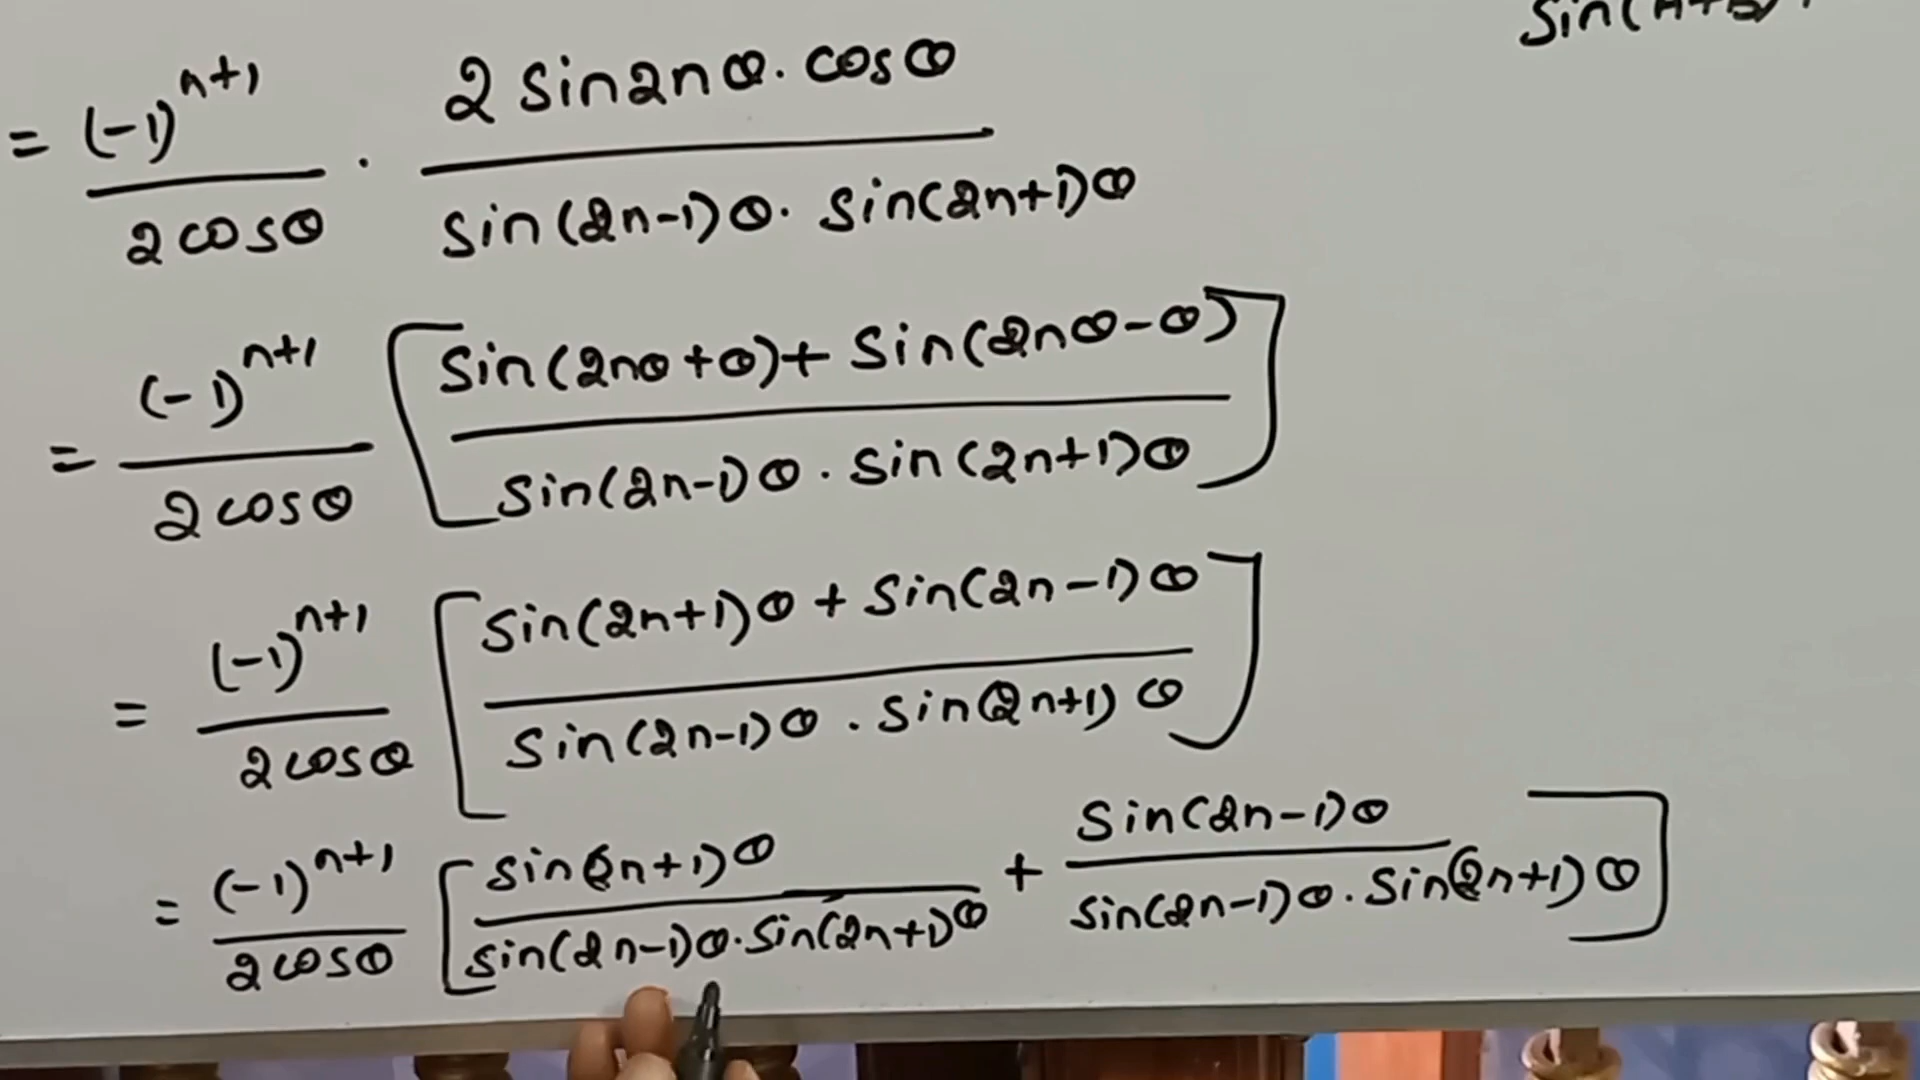 Sin(A+B)
= (-1)^{n+1} / 2cosθ · 2 sin2nθ · cosθ / sin(2n-1)θ · sin(2n+1)θ
= (-1)^{n+1} / 2cosθ [ sin(2nθ+θ) + sin(2nθ-θ) / sin(2n-1)θ · sin(2n+1)θ ]
= (-1)^{n+1} / 2cosθ [ sin(2n+1)θ + sin(2n-1)θ / sin(2n-1)θ · sin(2n+1)θ ]
= (-1)^{n+1} / 2cosθ [ sin(2n+1)θ / sin(2n-1)θ · sin(2n+1)θ + sin(2n-1)θ / sin(2n-1)θ · sin(2n+1)θ ]